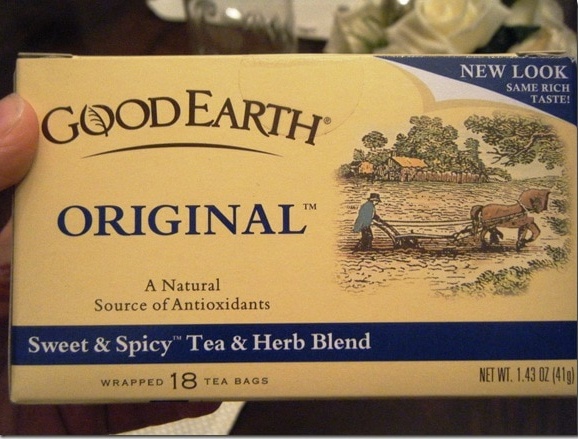 NEW LOOK
SAME RICH
TASTE!
GOOD EARTH®
ORIGINAL™
A Natural
Source of Antioxidants
Sweet & Spicy™ Tea & Herb Blend
WRAPPED 18 TEA BAGS
NET WT. 1.43 OZ (41g)